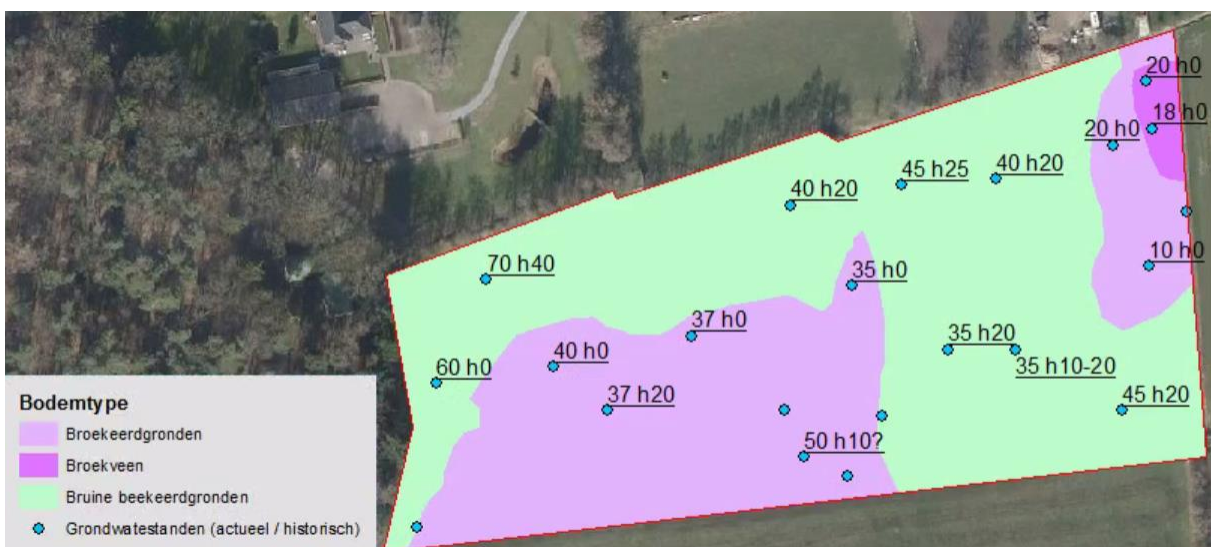 20 h0
18 h0
20 h0
40 h20
45 h25
40 h20
70 h40
10 h0
35 h0
37 h0
35 h20
40 h0
35 h10-20
60 h0
37 h20
45 h20
50 h10?
Bodemtype
Broekeerdgronden
Broekveen
Bruine beekeerdgronden
Grondwatestanden (actueel / historisch)